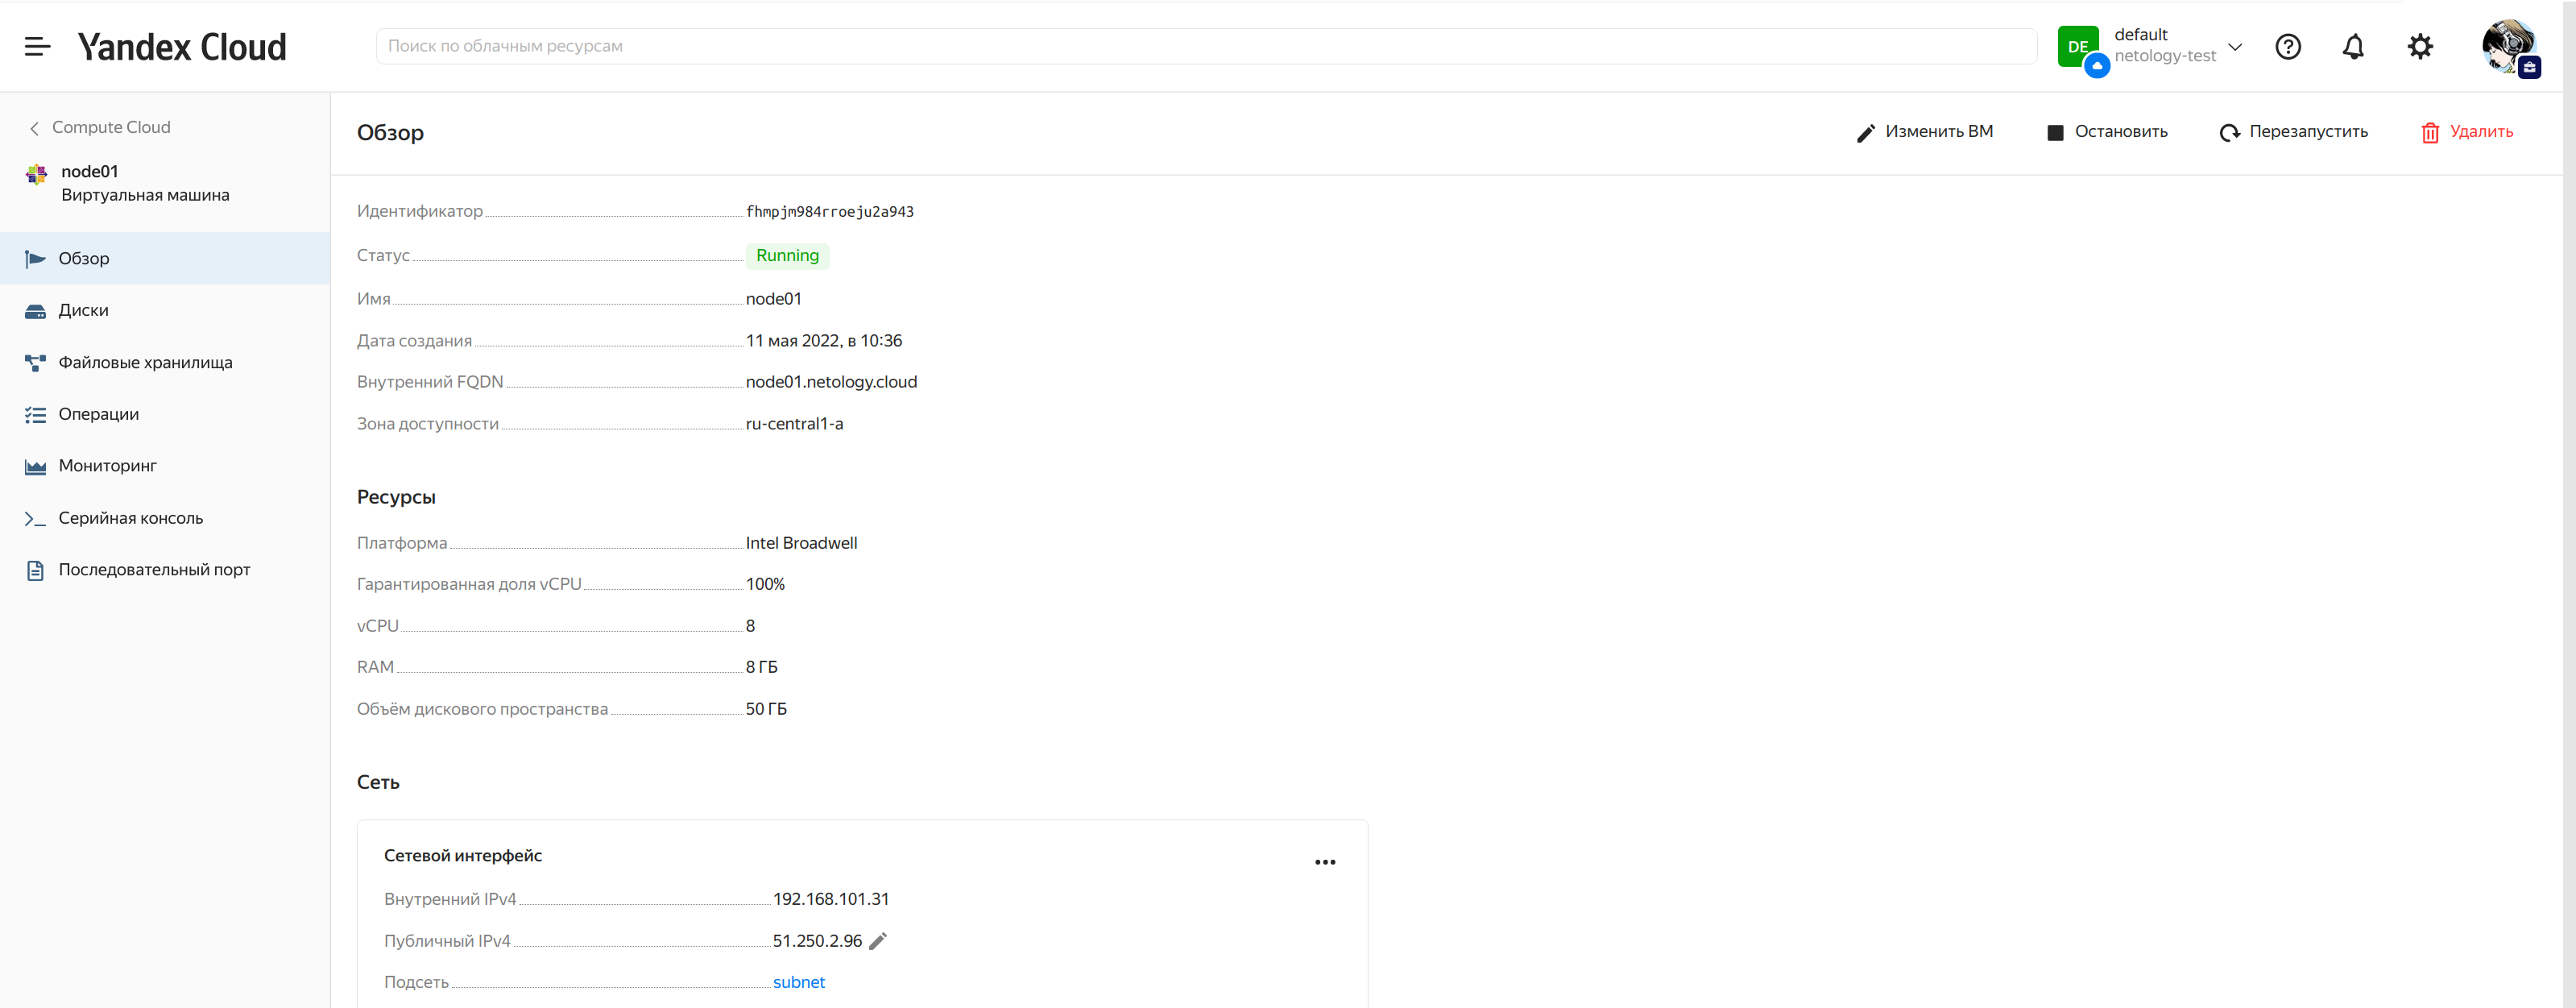 Yandex Cloud
Поиск по облачным ресурсам
DE
default
netology-test
Compute Cloud
node01
Виртуальная машина
Обзор
Диски
Файловые хранилища
Операции
Мониторинг
Серийная консоль
Последовательный порт
Обзор
Изменить ВМ
Остановить
Перезапустить
Удалить
Идентификатор fhmpjm984rroeju2a943
Статус Running
Имя node01
Дата создания 11 мая 2022, в 10:36
Внутренний FQDN node01.netology.cloud
Зона доступности ru-central1-a
Ресурсы
Платформа Intel Broadwell
Гарантированная доля vCPU 100%
vCPU 8
RAM 8 ГБ
Объём дискового пространства 50 ГБ
Сеть
Сетевой интерфейс
Внутренний IPv4 192.168.101.31
Публичный IPv4 51.250.2.96
Подсеть subnet